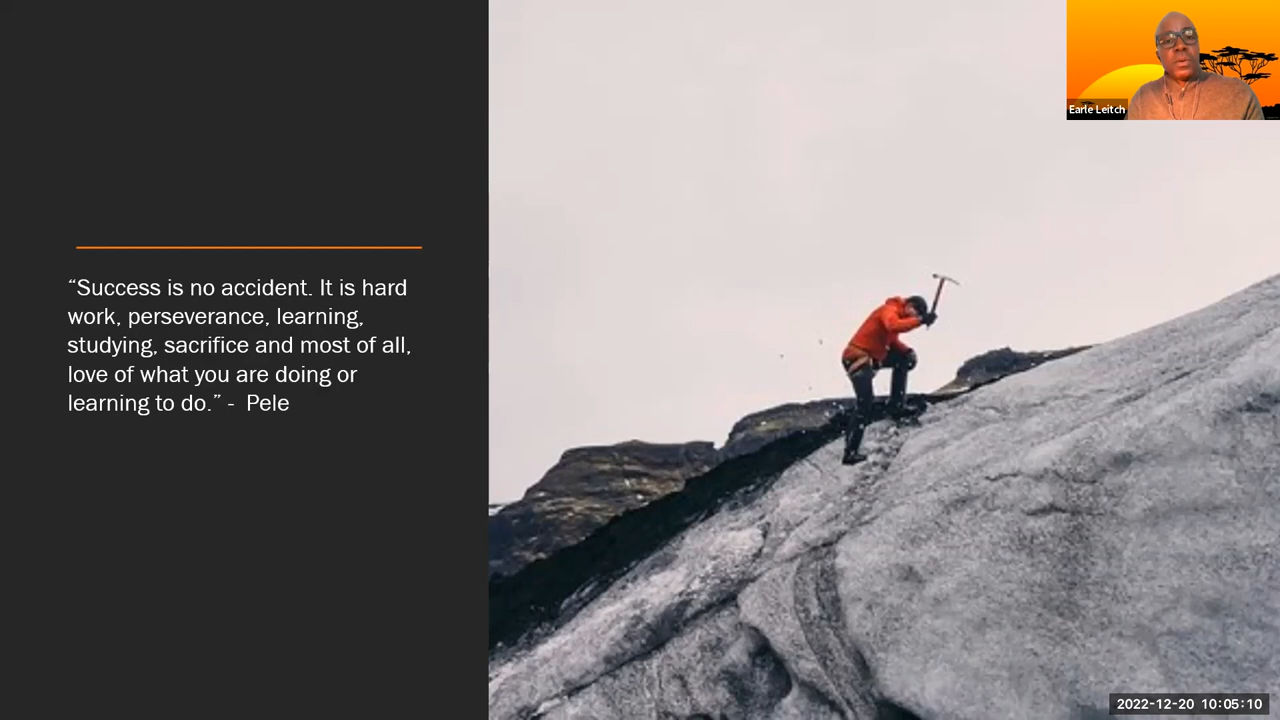 “Success is no accident. It is hard
work, perseverance, learning,
studying, sacrifice and most of all,
love of what you are doing or
learning to do.” -  Pele
Earle Leitch
2022-12-20 10:05:10